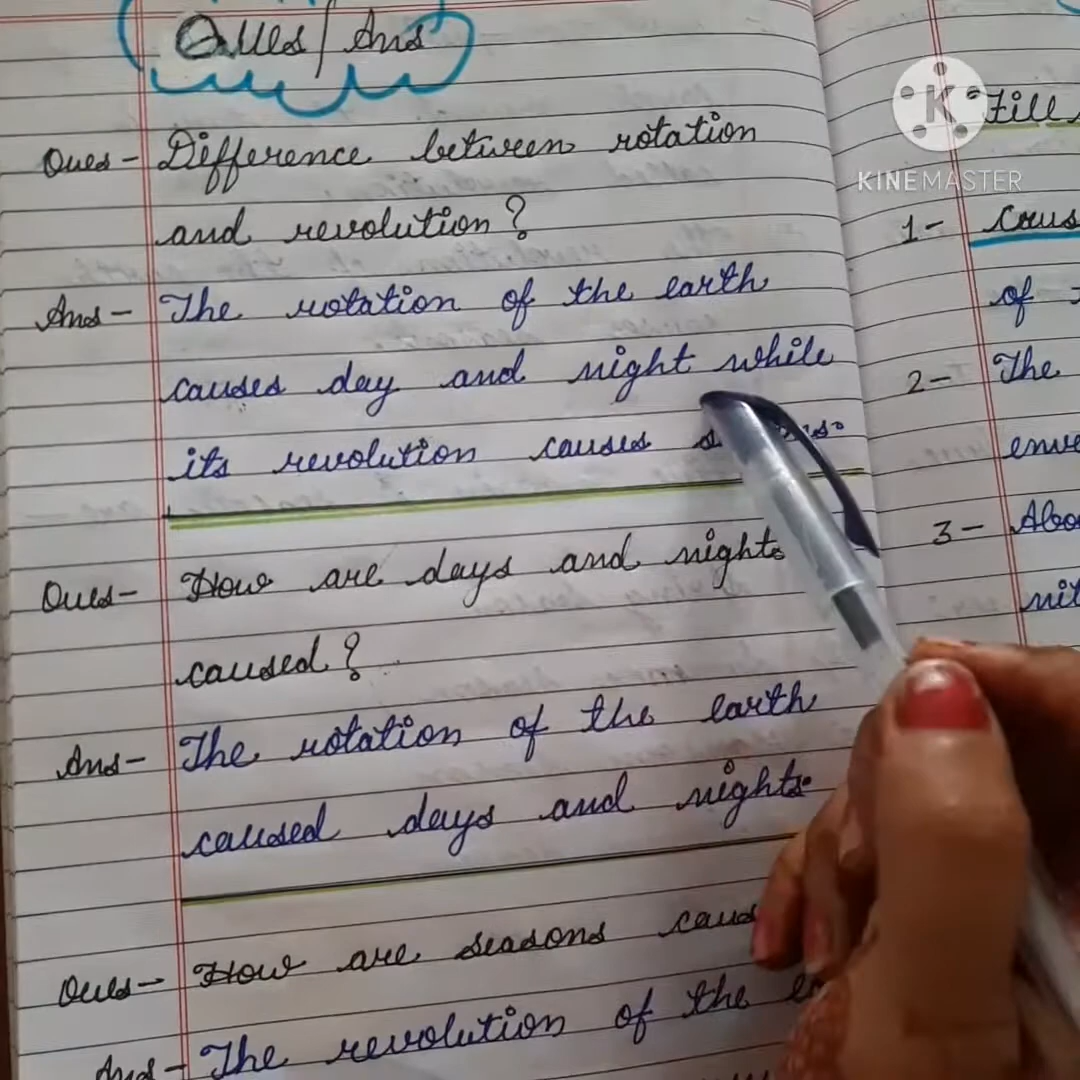 Ques/Ans
Ques- Difference between rotation
and revolution?
Ans- The rotation of the earth
causes day and night while
its revolution causes
Ques- How are days and nights
caused?
Ans- The rotation of the earth
caused days and nights.
Ques- How are seasons
Ans- The revolution of the
KINEMASTER
Fill
1-
of
2- The
3-